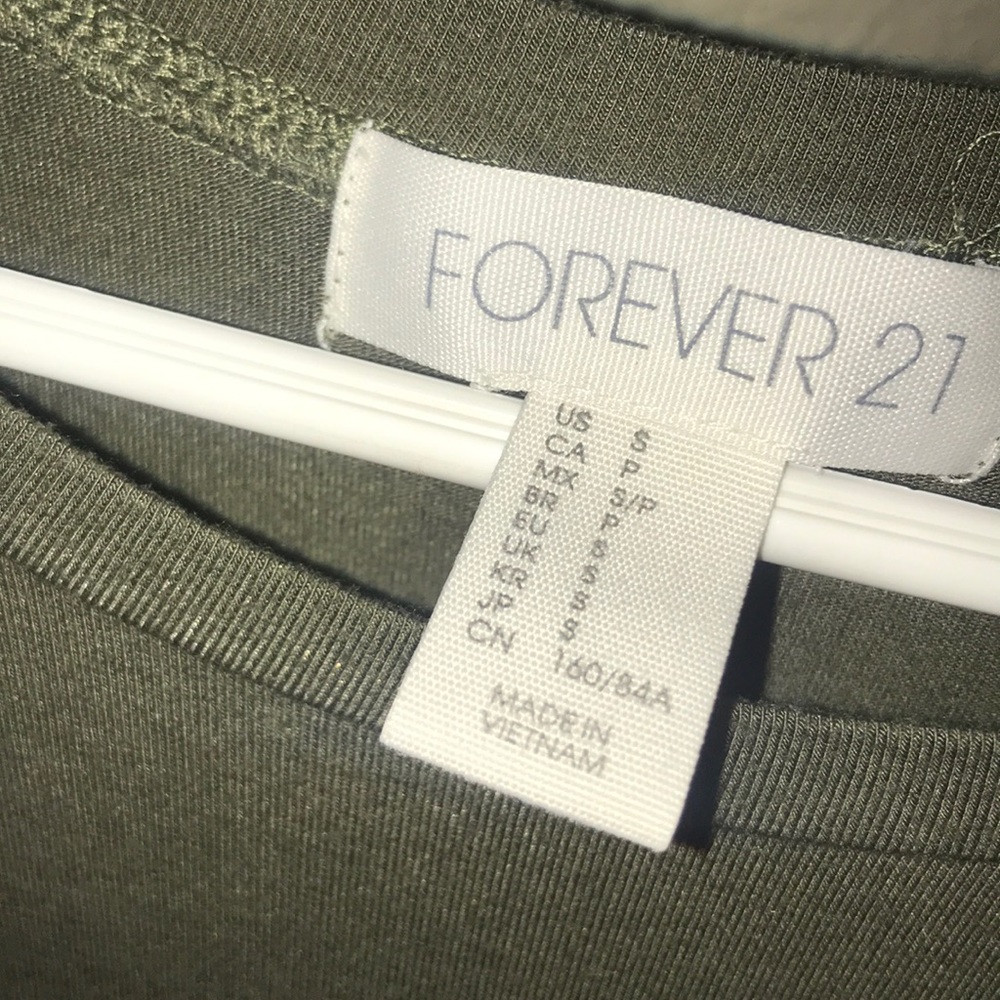 FOREVER 21
US S
CA P
MX S/P
BR P
EU S
UK S
KR S
JP S
CN 160/84A
MADE IN
VIETNAM